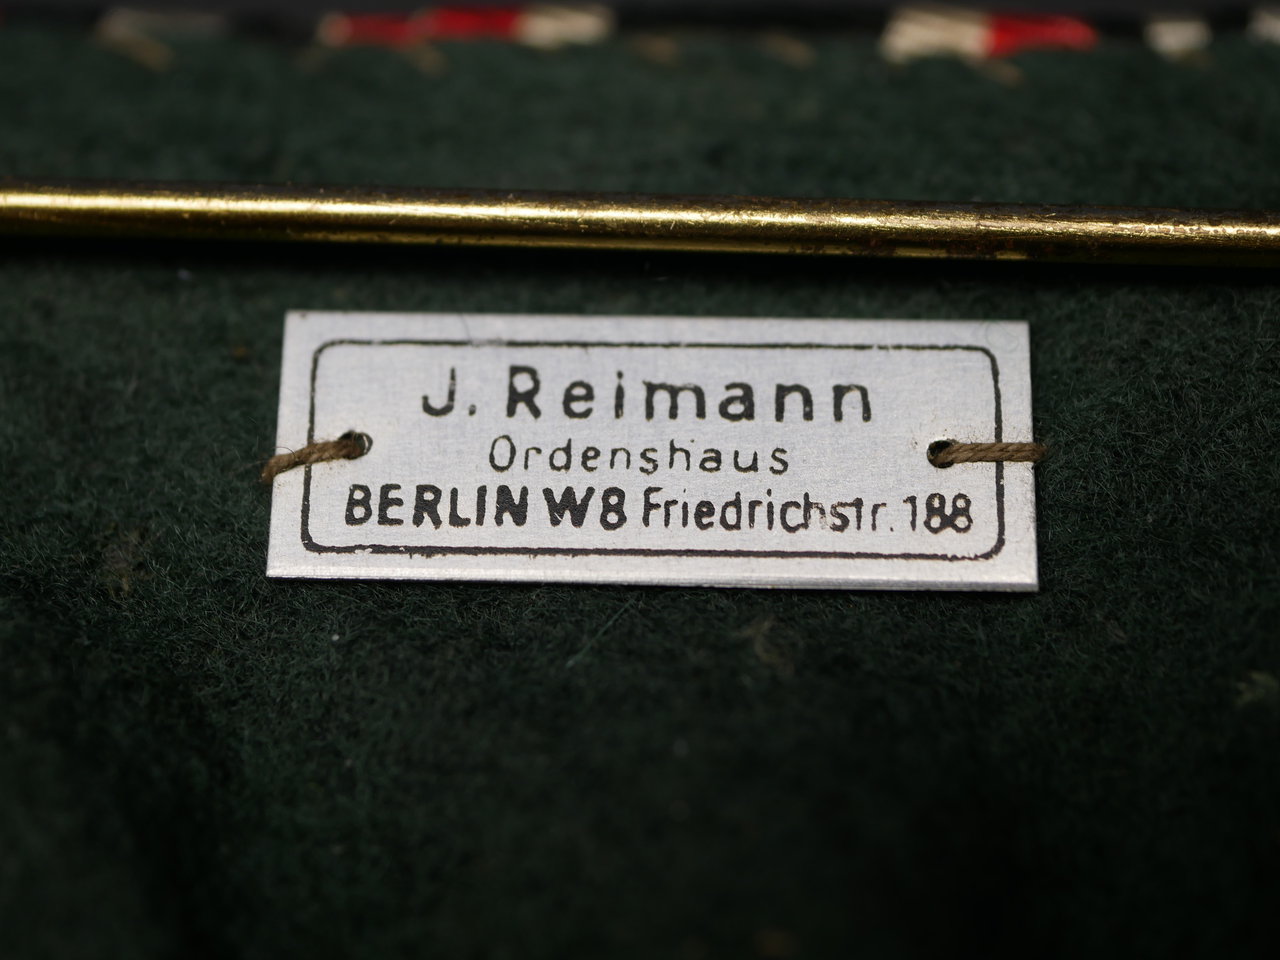 J. Reimann
Ordenshaus
BERLIN W8 Friedrichstr. 188